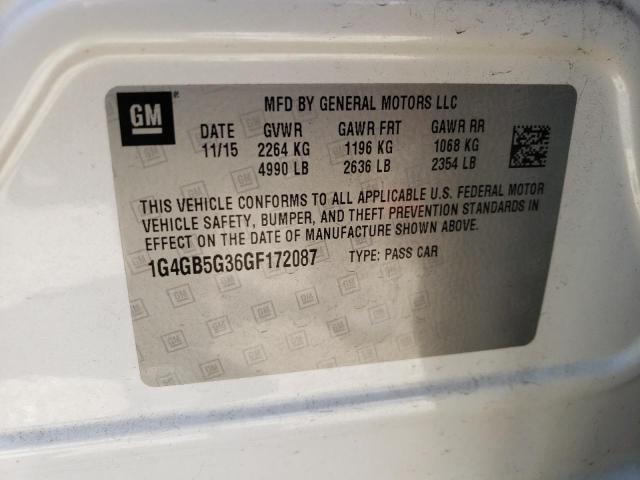 GM
MFD BY GENERAL MOTORS LLC
DATE GVWR GAWR FRT GAWR RR
11/15 2264 KG 1196 KG 1068 KG
4990 LB 2636 LB 2354 LB
THIS VEHICLE CONFORMS TO ALL APPLICABLE U.S. FEDERAL MOTOR
VEHICLE SAFETY, BUMPER, AND THEFT PREVENTION STANDARDS IN
EFFECT ON THE DATE OF MANUFACTURE SHOWN ABOVE.
1G4GB5G36GF172087 TYPE: PASS CAR